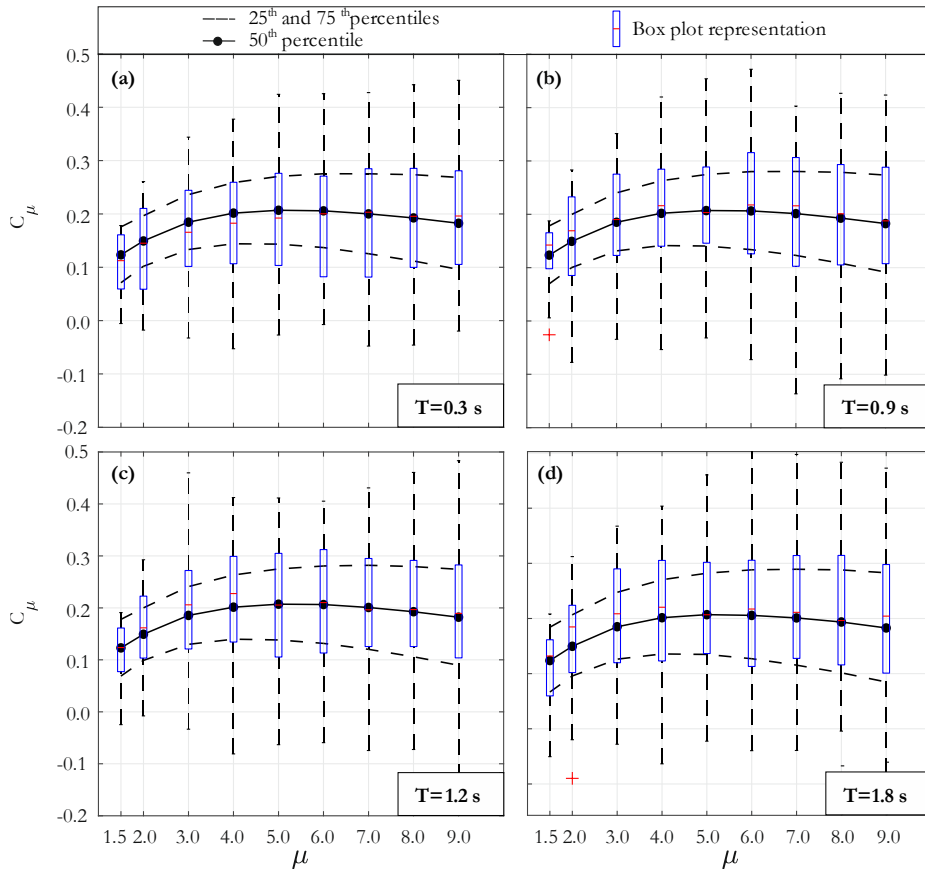 25th and 75 th percentiles
50th percentile
Box plot representation
(a)
(b)
0.5
0.4
0.3
0.2
0.1
0.0
-0.1
-0.2
Cμ
T=0.3 s
T=0.9 s
(c)
(d)
0.5
0.4
0.3
0.2
0.1
0.0
-0.1
-0.2
Cμ
T=1.2 s
T=1.8 s
1.5 2.0 3.0 4.0 5.0 6.0 7.0 8.0 9.0
1.5 2.0 3.0 4.0 5.0 6.0 7.0 8.0 9.0
μ
μ